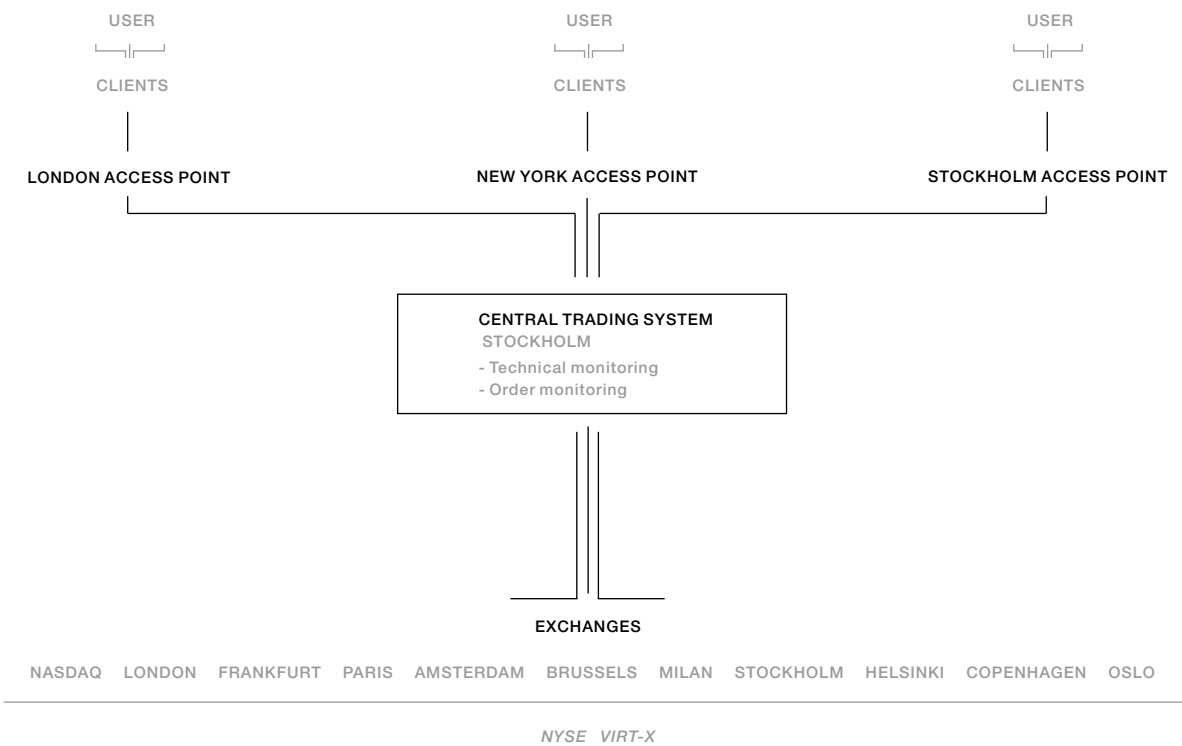 USER USER USER
CLIENTS CLIENTS CLIENTS
LONDON ACCESS POINT NEW YORK ACCESS POINT STOCKHOLM ACCESS POINT
CENTRAL TRADING SYSTEM
STOCKHOLM
- Technical monitoring
- Order monitoring
EXCHANGES
NASDAQ LONDON FRANKFURT PARIS AMSTERDAM BRUSSELS MILAN STOCKHOLM HELSINKI COPENHAGEN OSLO
NYSE VIRT-X